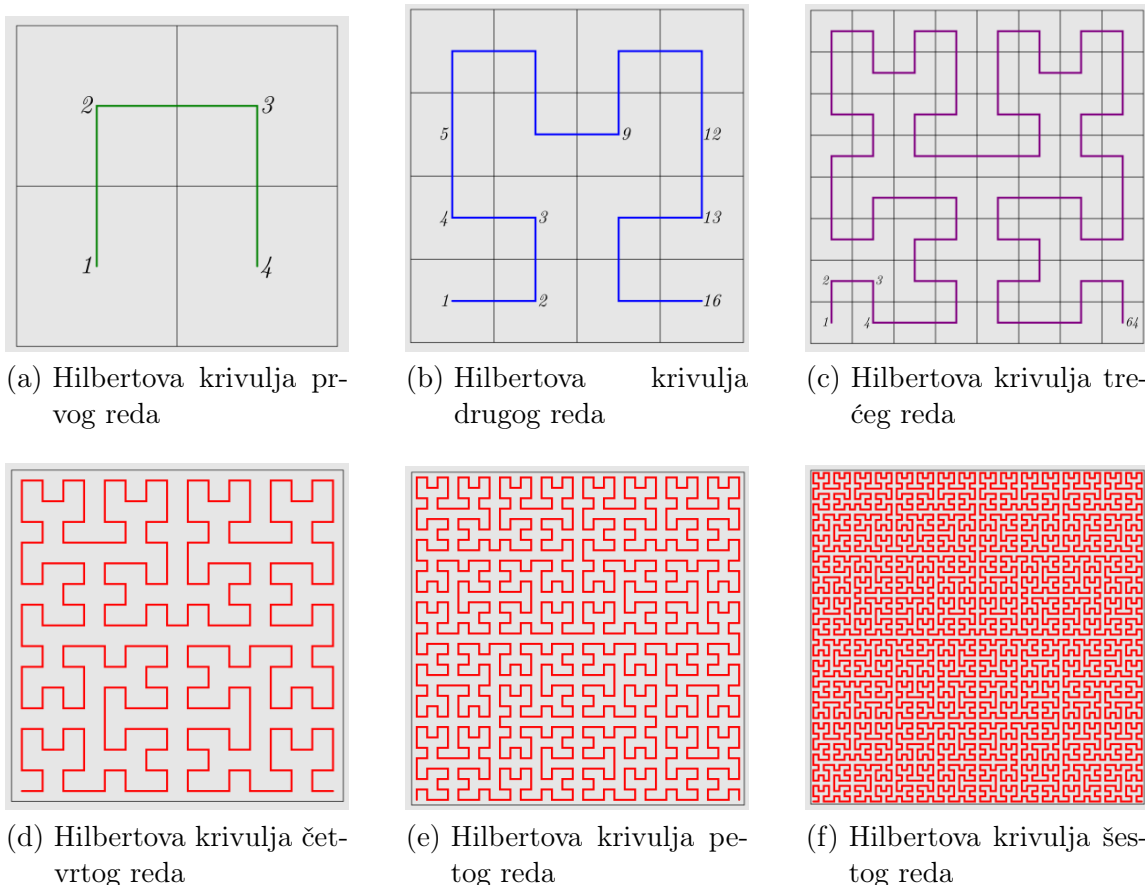 2 3
1 4
5 9 12
4 3 13
1 2 16
2 3
1 4 64
(a) Hilbertova krivulja pr-
vog reda
(b) Hilbertova krivulja
drugog reda
(c) Hilbertova krivulja tre-
ćeg reda
(d) Hilbertova krivulja čet-
vrtog reda
(e) Hilbertova krivulja pe-
tog reda
(f) Hilbertova krivulja šes-
tog reda